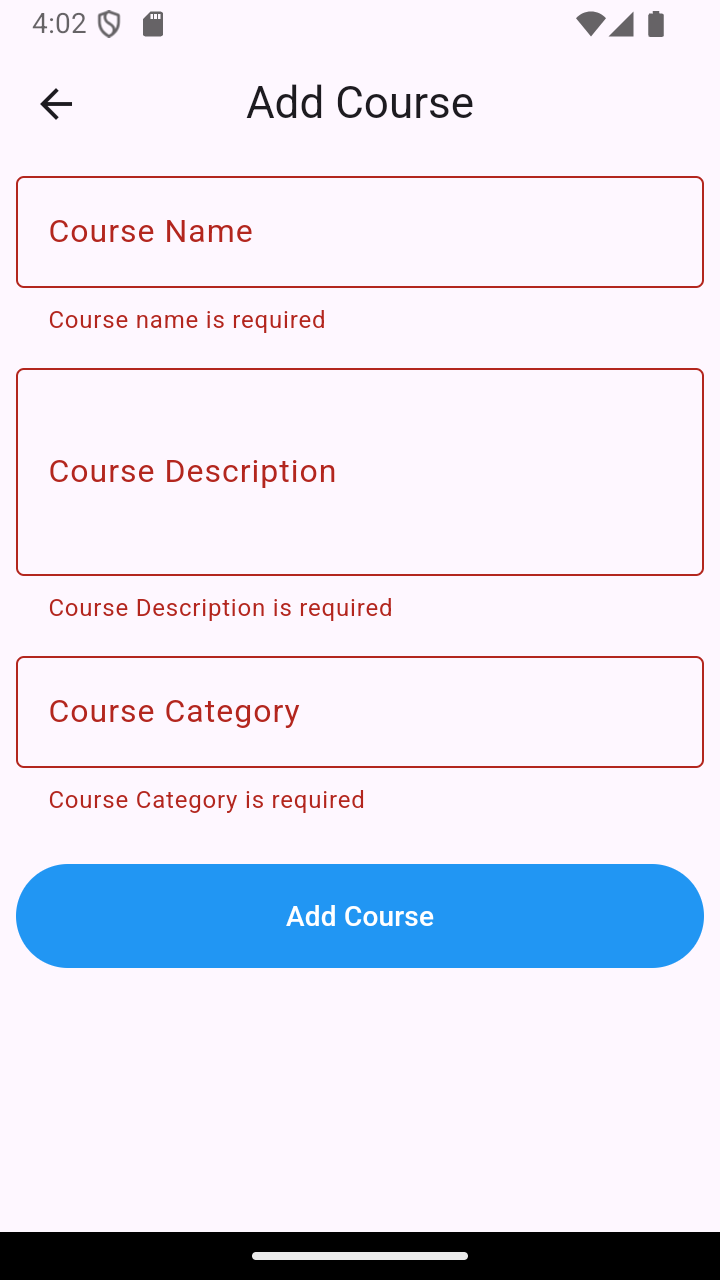 4:02
Add Course
Course Name
Course name is required
Course Description
Course Description is required
Course Category
Course Category is required
Add Course